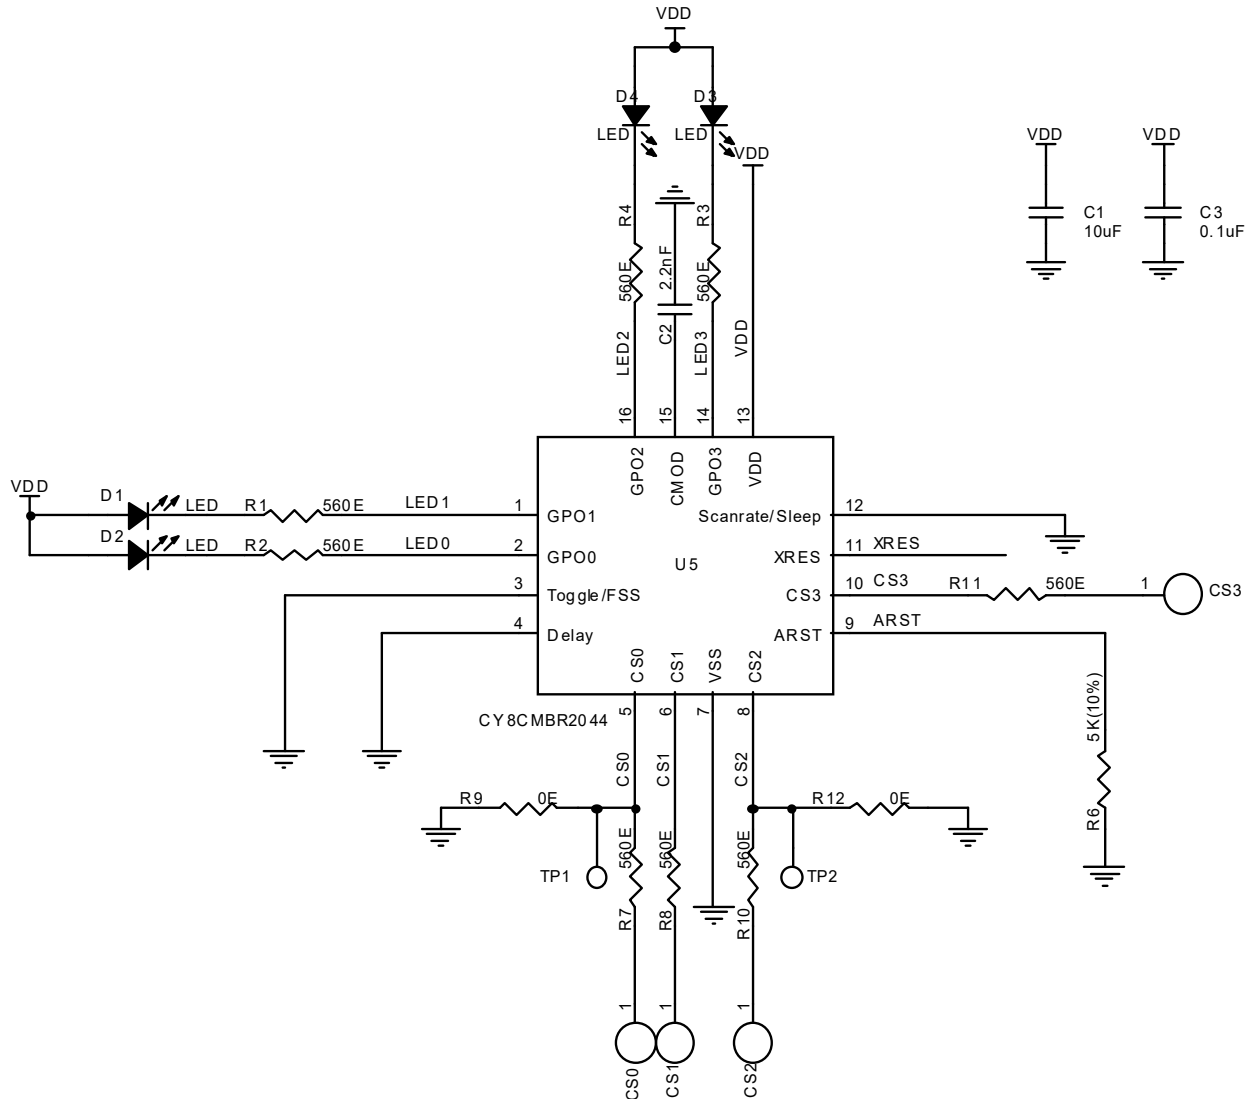 VDD
D4
D3
LED
LED
VDD
VDD
VDD
R4
R3
C1
10uF
C3
0.1uF
560E
2.2nF
560E
C2
LED2
LED3
VDD
16
15
14
13
GPO2
CMOD
GPO3
VDD
VDD
D1
LED
R1
560E
LED1
1
GPO1
Scanrate/Sleep
12
D2
LED
R2
560E
LED0
2
GPO0
U5
XRES
11
XRES
3
Toggle/FSS
CS3
10
CS3
R11
560E
1
CS3
4
Delay
ARST
9
ARST
CS0
CS1
VSS
CS2
CY8CMBR2044
5
6
7
8
5K(10%)
R6
CS0
CS1
CS2
R9
0E
R12
0E
560E
560E
560E
TP1
TP2
R7
R8
R10
1
1
1
CS0
CS1
CS2